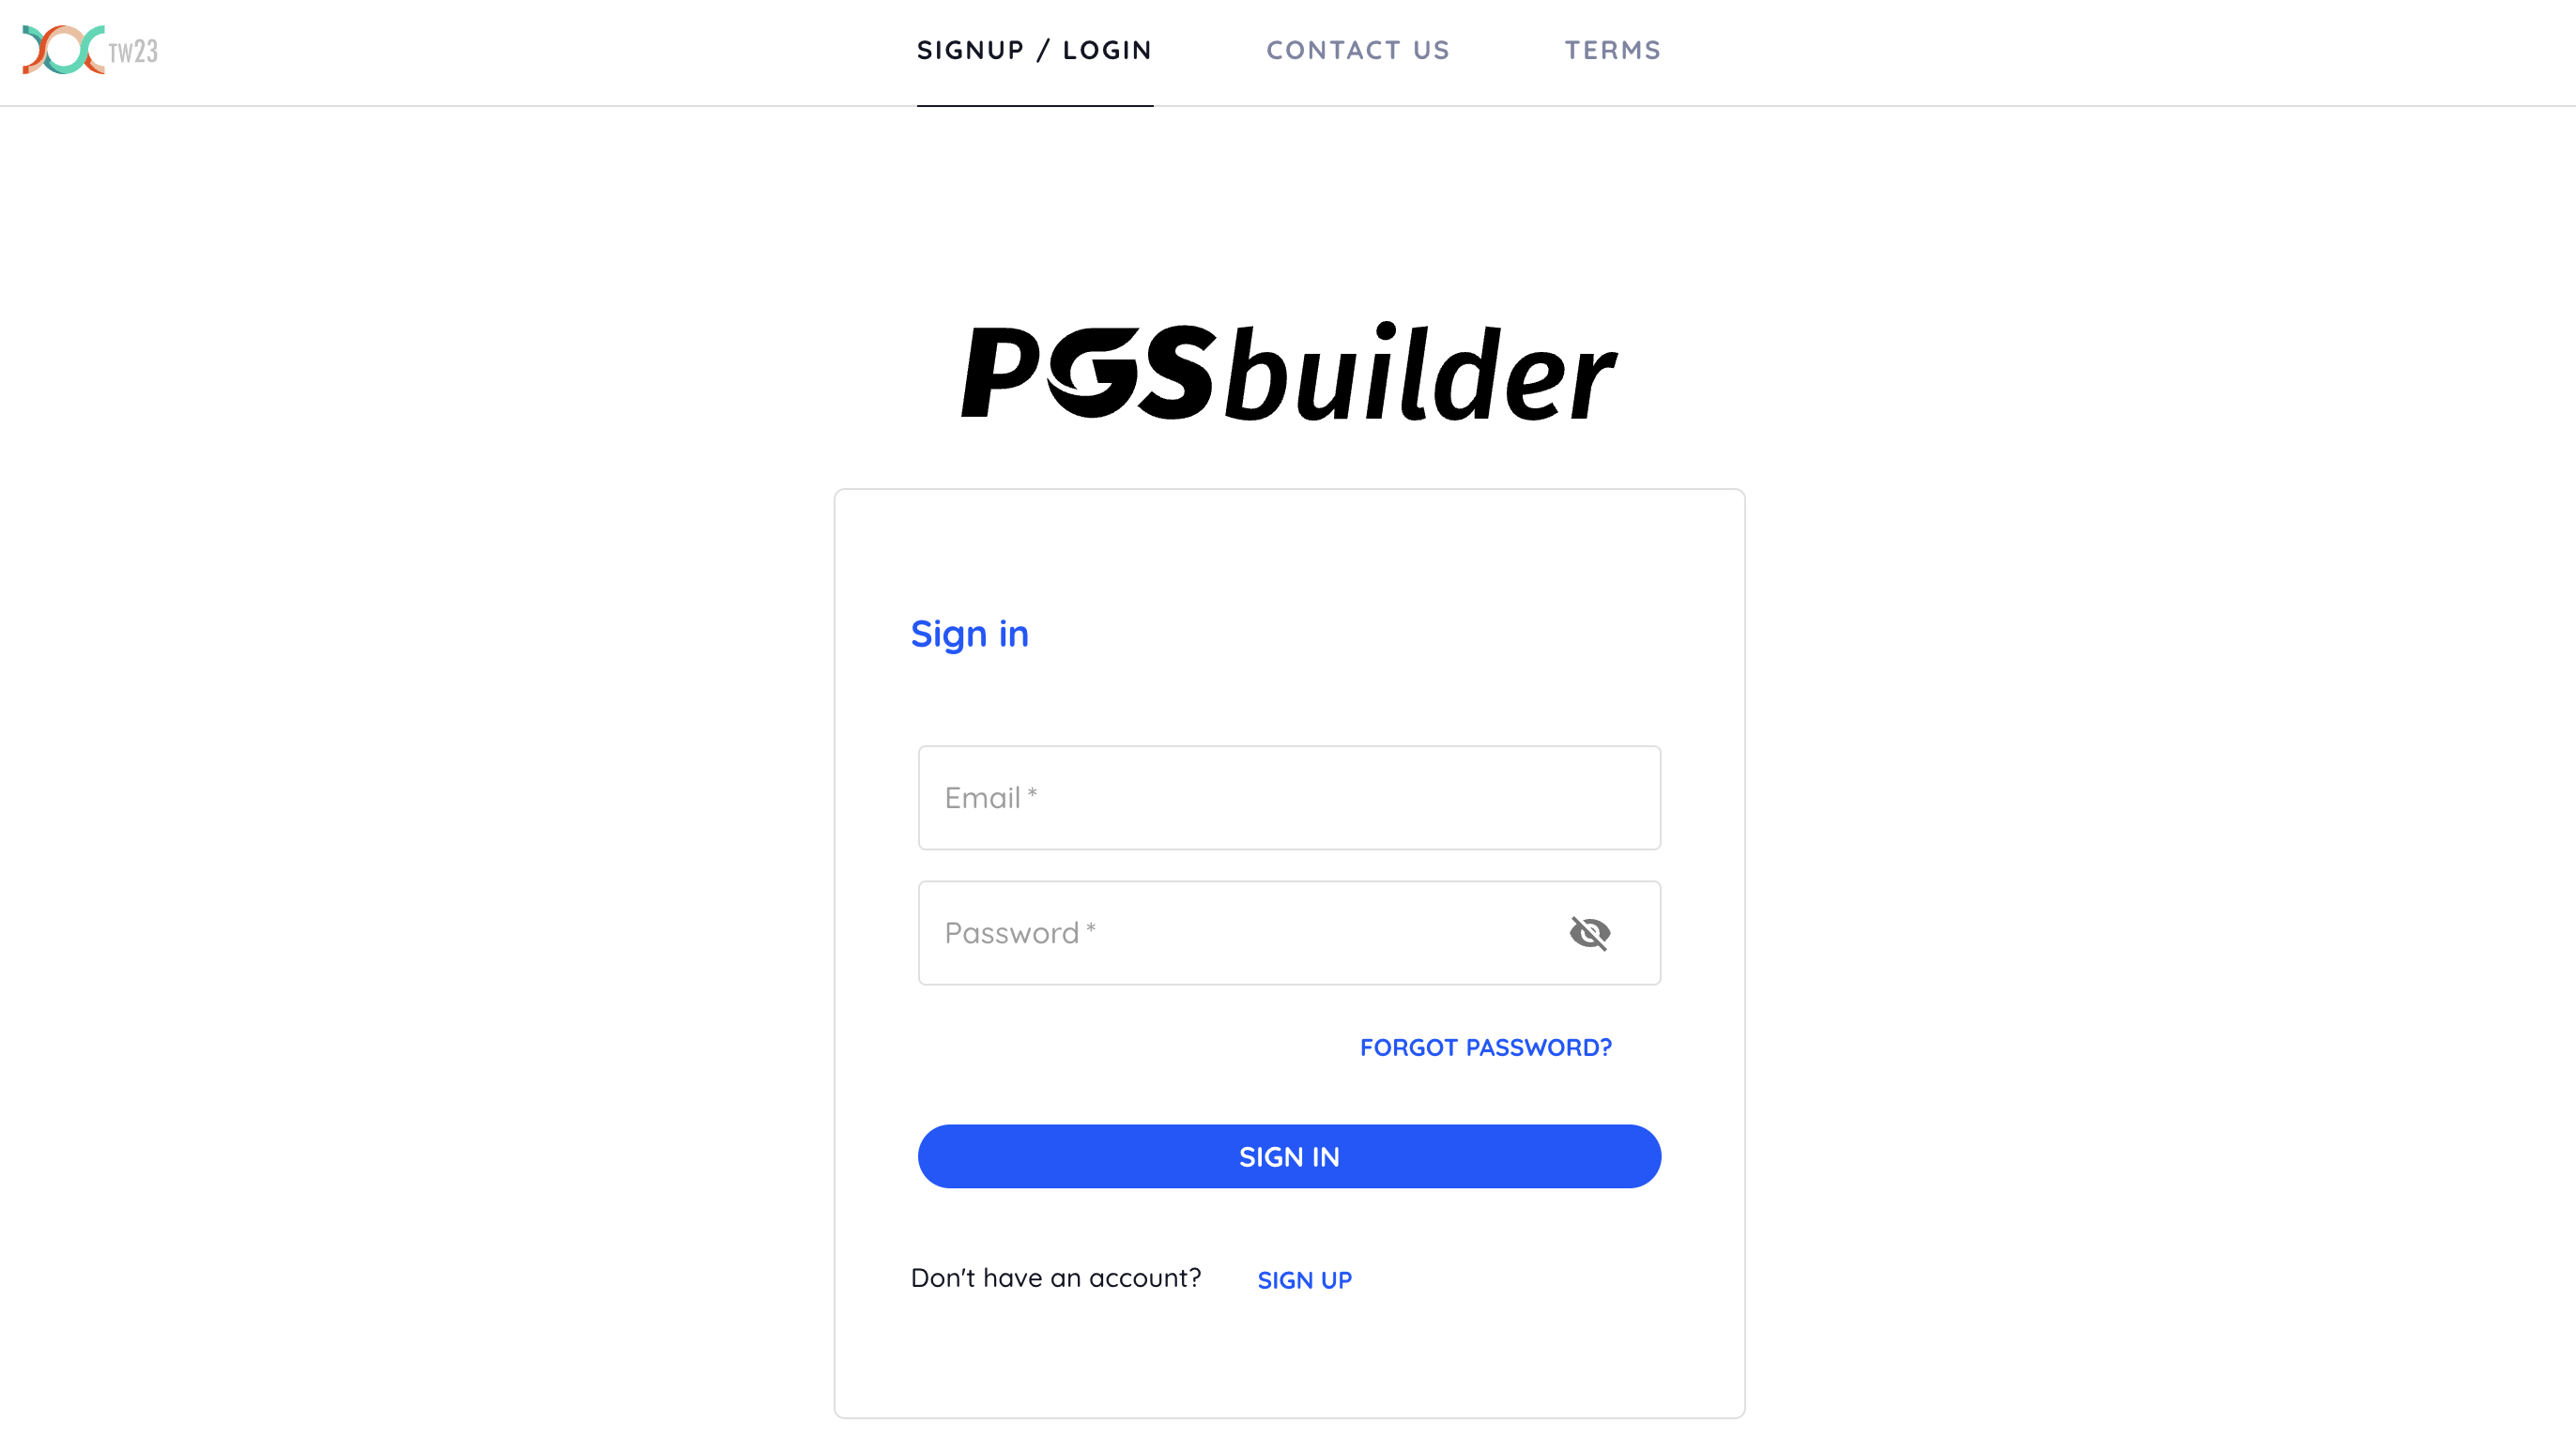 TW23
SIGNUP / LOGIN
CONTACT US
TERMS
PGSbuilder
Sign in
Email *
Password *
FORGOT PASSWORD?
SIGN IN
Don't have an account? SIGN UP